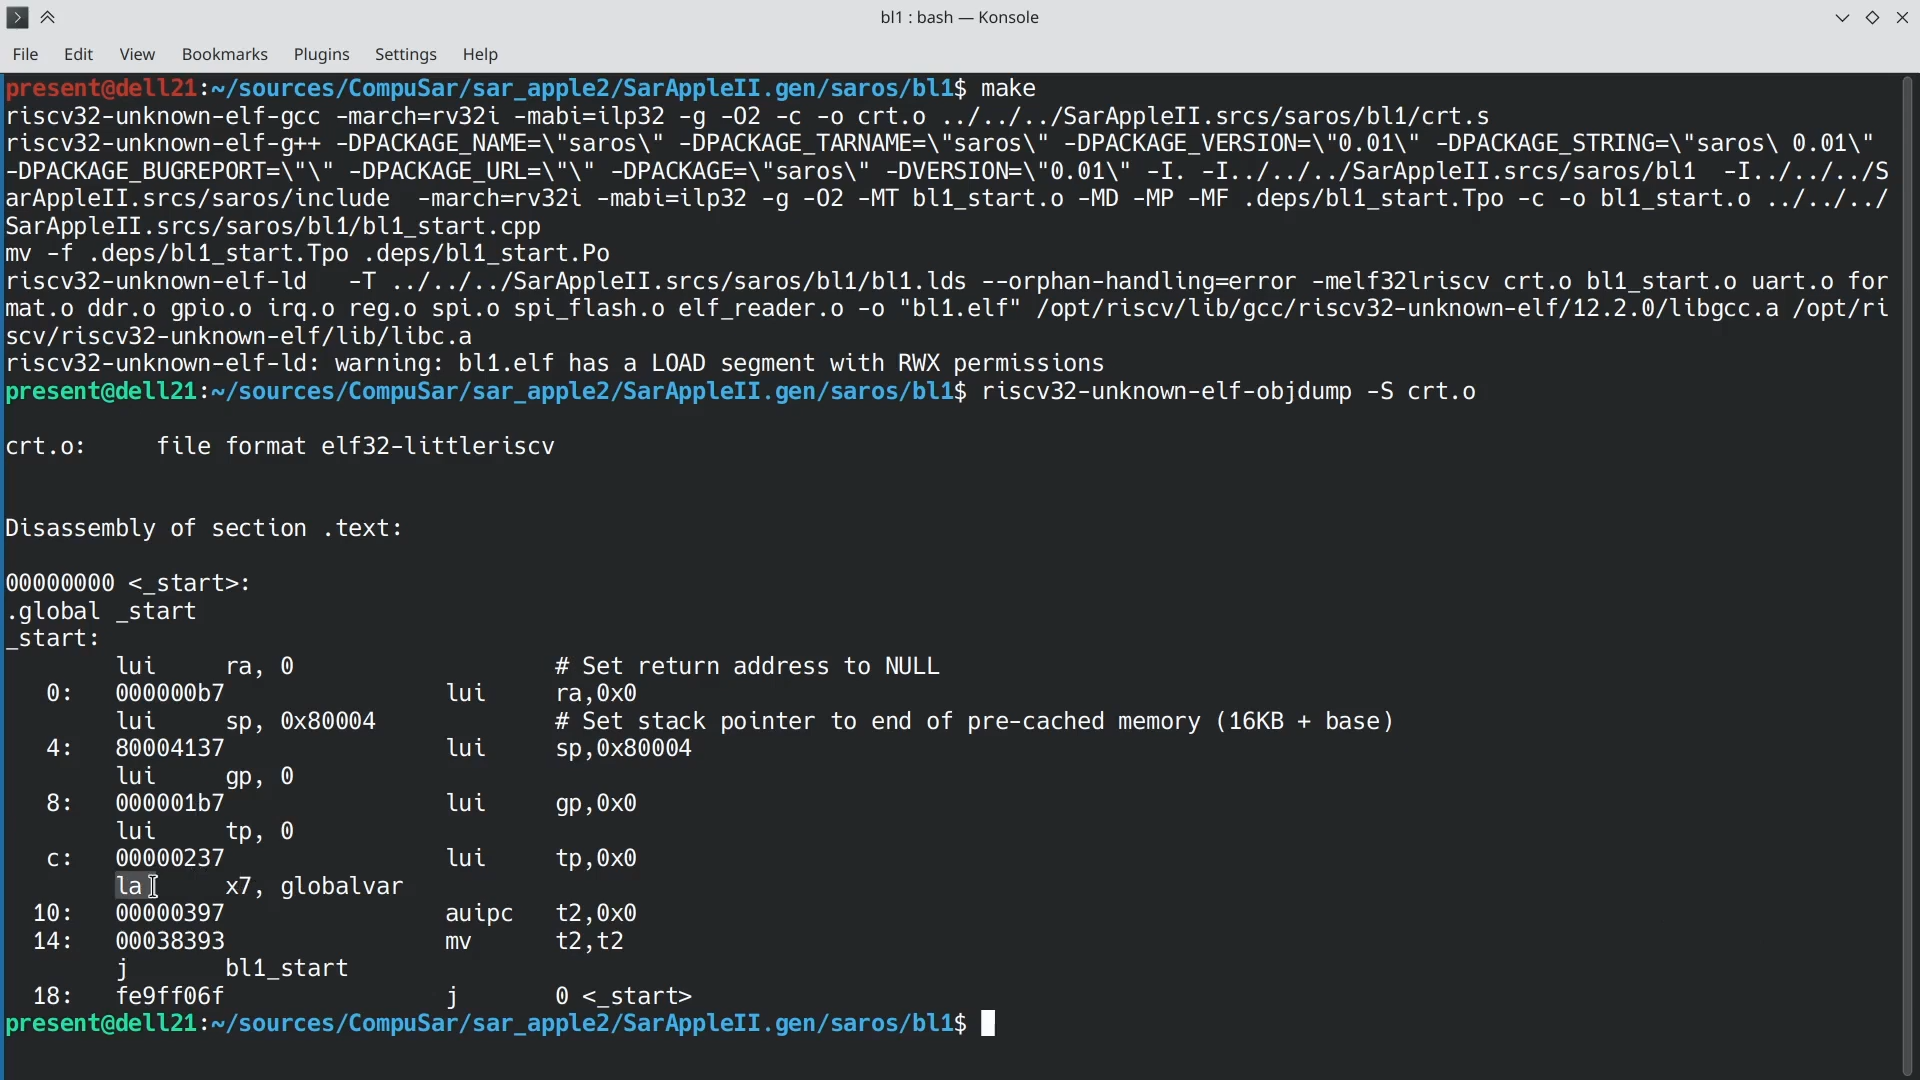 bl1 : bash — Konsole
File Edit View Bookmarks Plugins Settings Help
present@dell21:~/sources/CompuSar/sar_apple2/SarAppleII.gen/saros/bl1$ make
riscv32-unknown-elf-gcc -march=rv32i -mabi=ilp32 -g -O2 -c -o crt.o ../../../SarAppleII.srcs/saros/bl1/crt.s
riscv32-unknown-elf-g++ -DPACKAGE_NAME=\"saros\" -DPACKAGE_TARNAME=\"saros\" -DPACKAGE_VERSION=\"0.01\" -DPACKAGE_STRING=\"saros\ 0.01\"
-DPACKAGE_BUGREPORT=\"\" -DPACKAGE_URL=\"\" -DPACKAGE=\"saros\" -DVERSION=\"0.01\" -I. -I../../../SarAppleII.srcs/saros/bl1  -I../../../S
arAppleII.srcs/saros/include  -march=rv32i -mabi=ilp32 -g -O2 -MT bl1_start.o -MD -MP -MF .deps/bl1_start.Tpo -c -o bl1_start.o ../../../
SarAppleII.srcs/saros/bl1/bl1_start.cpp
mv -f .deps/bl1_start.Tpo .deps/bl1_start.Po
riscv32-unknown-elf-ld   -T ../../../SarAppleII.srcs/saros/bl1/bl1.lds --orphan-handling=error -melf32lriscv crt.o bl1_start.o uart.o for
mat.o ddr.o gpio.o irq.o reg.o spi.o spi_flash.o elf_reader.o -o "bl1.elf" /opt/riscv/lib/gcc/riscv32-unknown-elf/12.2.0/libgcc.a /opt/ri
scv/riscv32-unknown-elf/lib/libc.a
riscv32-unknown-elf-ld: warning: bl1.elf has a LOAD segment with RWX permissions
present@dell21:~/sources/CompuSar/sar_apple2/SarAppleII.gen/saros/bl1$ riscv32-unknown-elf-objdump -S crt.o
crt.o:     file format elf32-littleriscv
Disassembly of section .text:
00000000 <_start>:
.global _start
_start:
lui     ra, 0                   # Set return address to NULL
0:   000000b7                lui     ra,0x0
lui     sp, 0x80004             # Set stack pointer to end of pre-cached memory (16KB + base)
4:   80004137                lui     sp,0x80004
lui     gp, 0
8:   000001b7                lui     gp,0x0
lui     tp, 0
c:   00000237                lui     tp,0x0
la      x7, globalvar
10:   00000397                auipc   t2,0x0
14:   00038393                mv      t2,t2
j       bl1_start
18:   fe9ff06f                j       0 <_start>
present@dell21:~/sources/CompuSar/sar_apple2/SarAppleII.gen/saros/bl1$